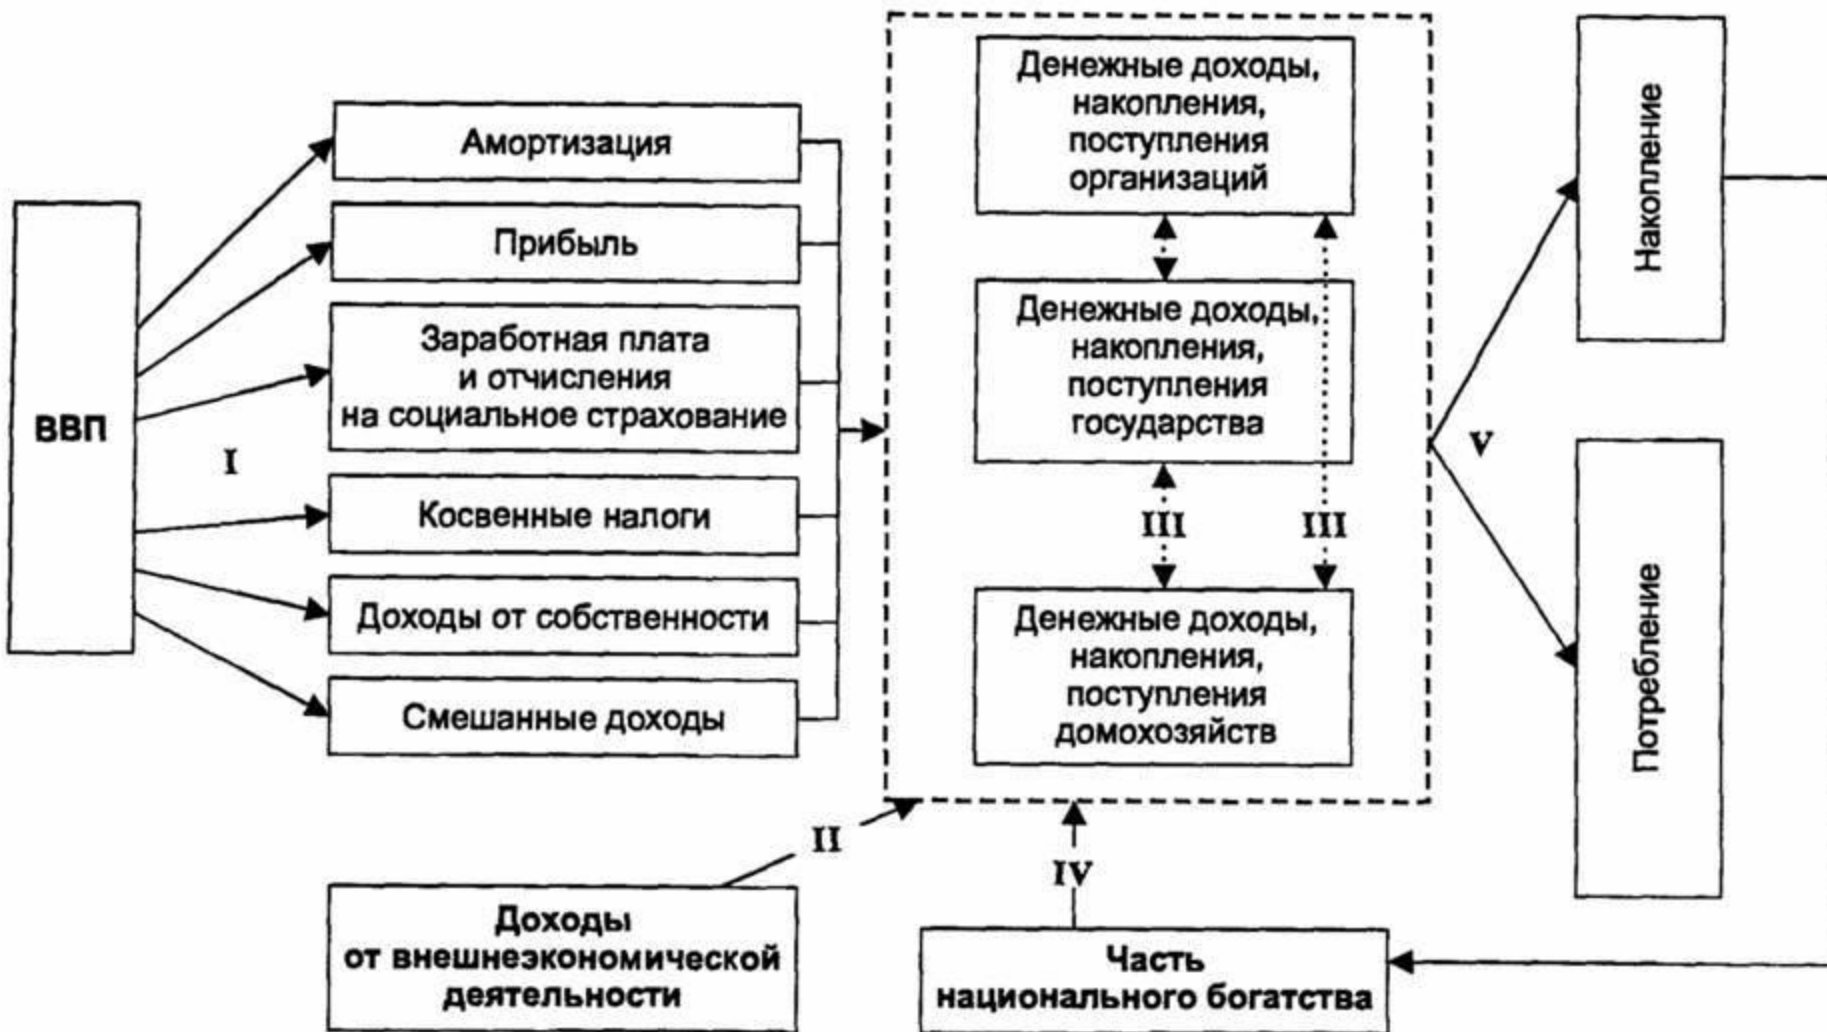 ВВП
I
Амортизация
Прибыль
Заработная плата
и отчисления
на социальное страхование
Косвенные налоги
Доходы от собственности
Смешанные доходы
Доходы
от внешнеэкономической
деятельности
II
Денежные доходы,
накопления,
поступления
организаций
Денежные доходы,
накопления,
поступления
государства
III
III
Денежные доходы,
накопления,
поступления
домохозяйств
IV
Часть
национального богатства
V
Накопление
Потребление